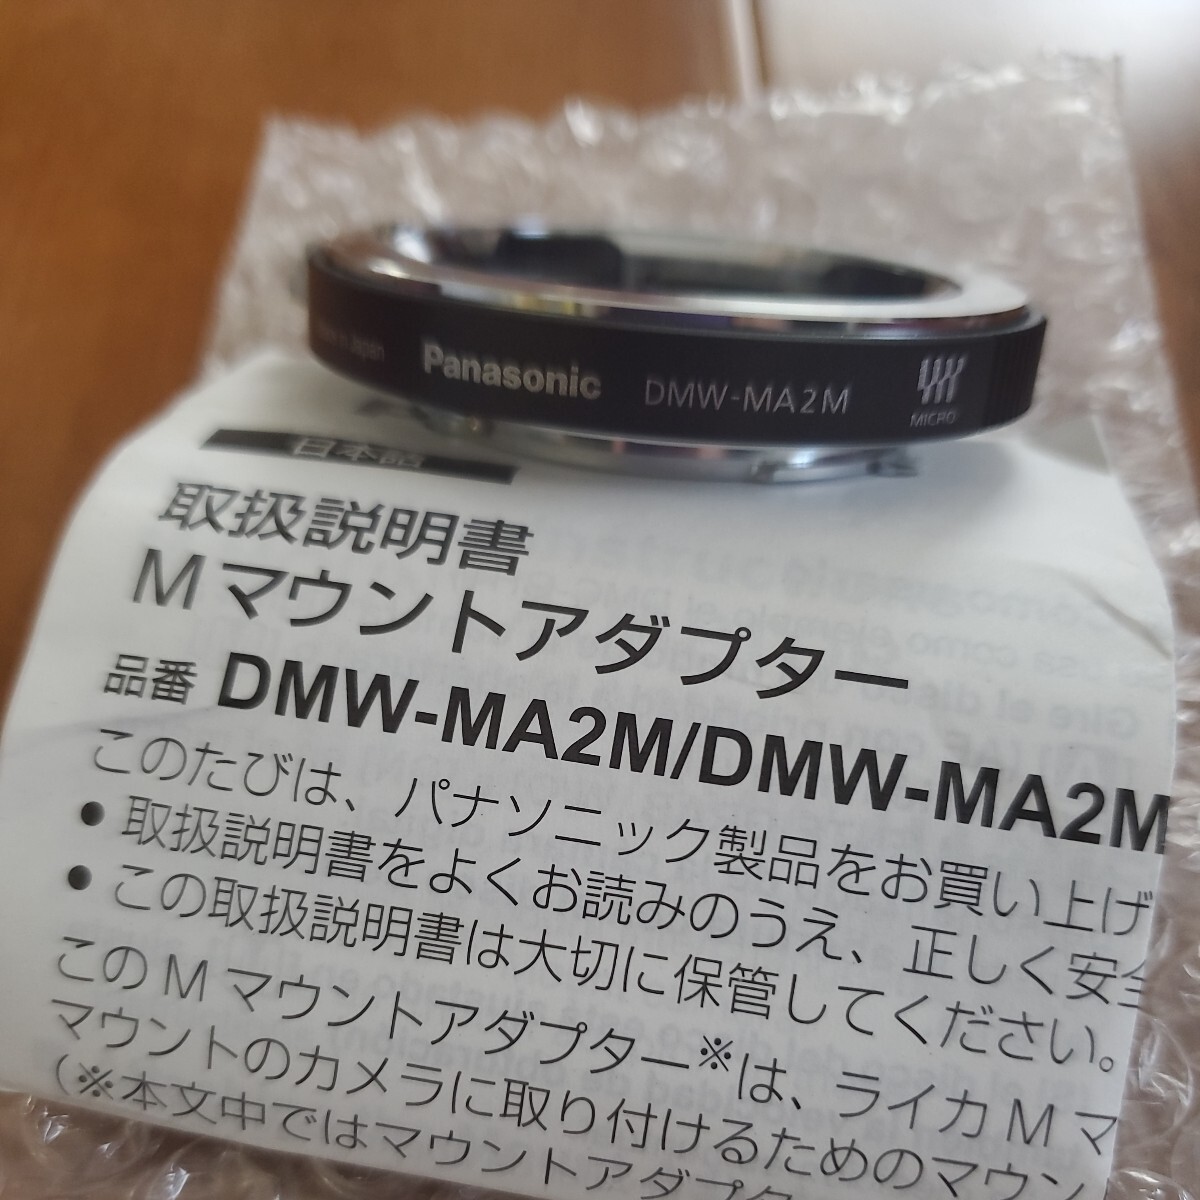 Made in Japan Panasonic DMW-MA2M MICRO
日本語
取扱説明書
M マウントアダプター
品番 DMW-MA2M/DMW-MA2M
このたびは、パナソニック製品をお買い上げ
● 取扱説明書をよくお読みのうえ、正しく安全
● この取扱説明書は大切に保管してください。
この M マウントアダプター※は、ライカ M マ
マウントのカメラに取り付けるためのマウン
(※本文中ではマウントアダプタ